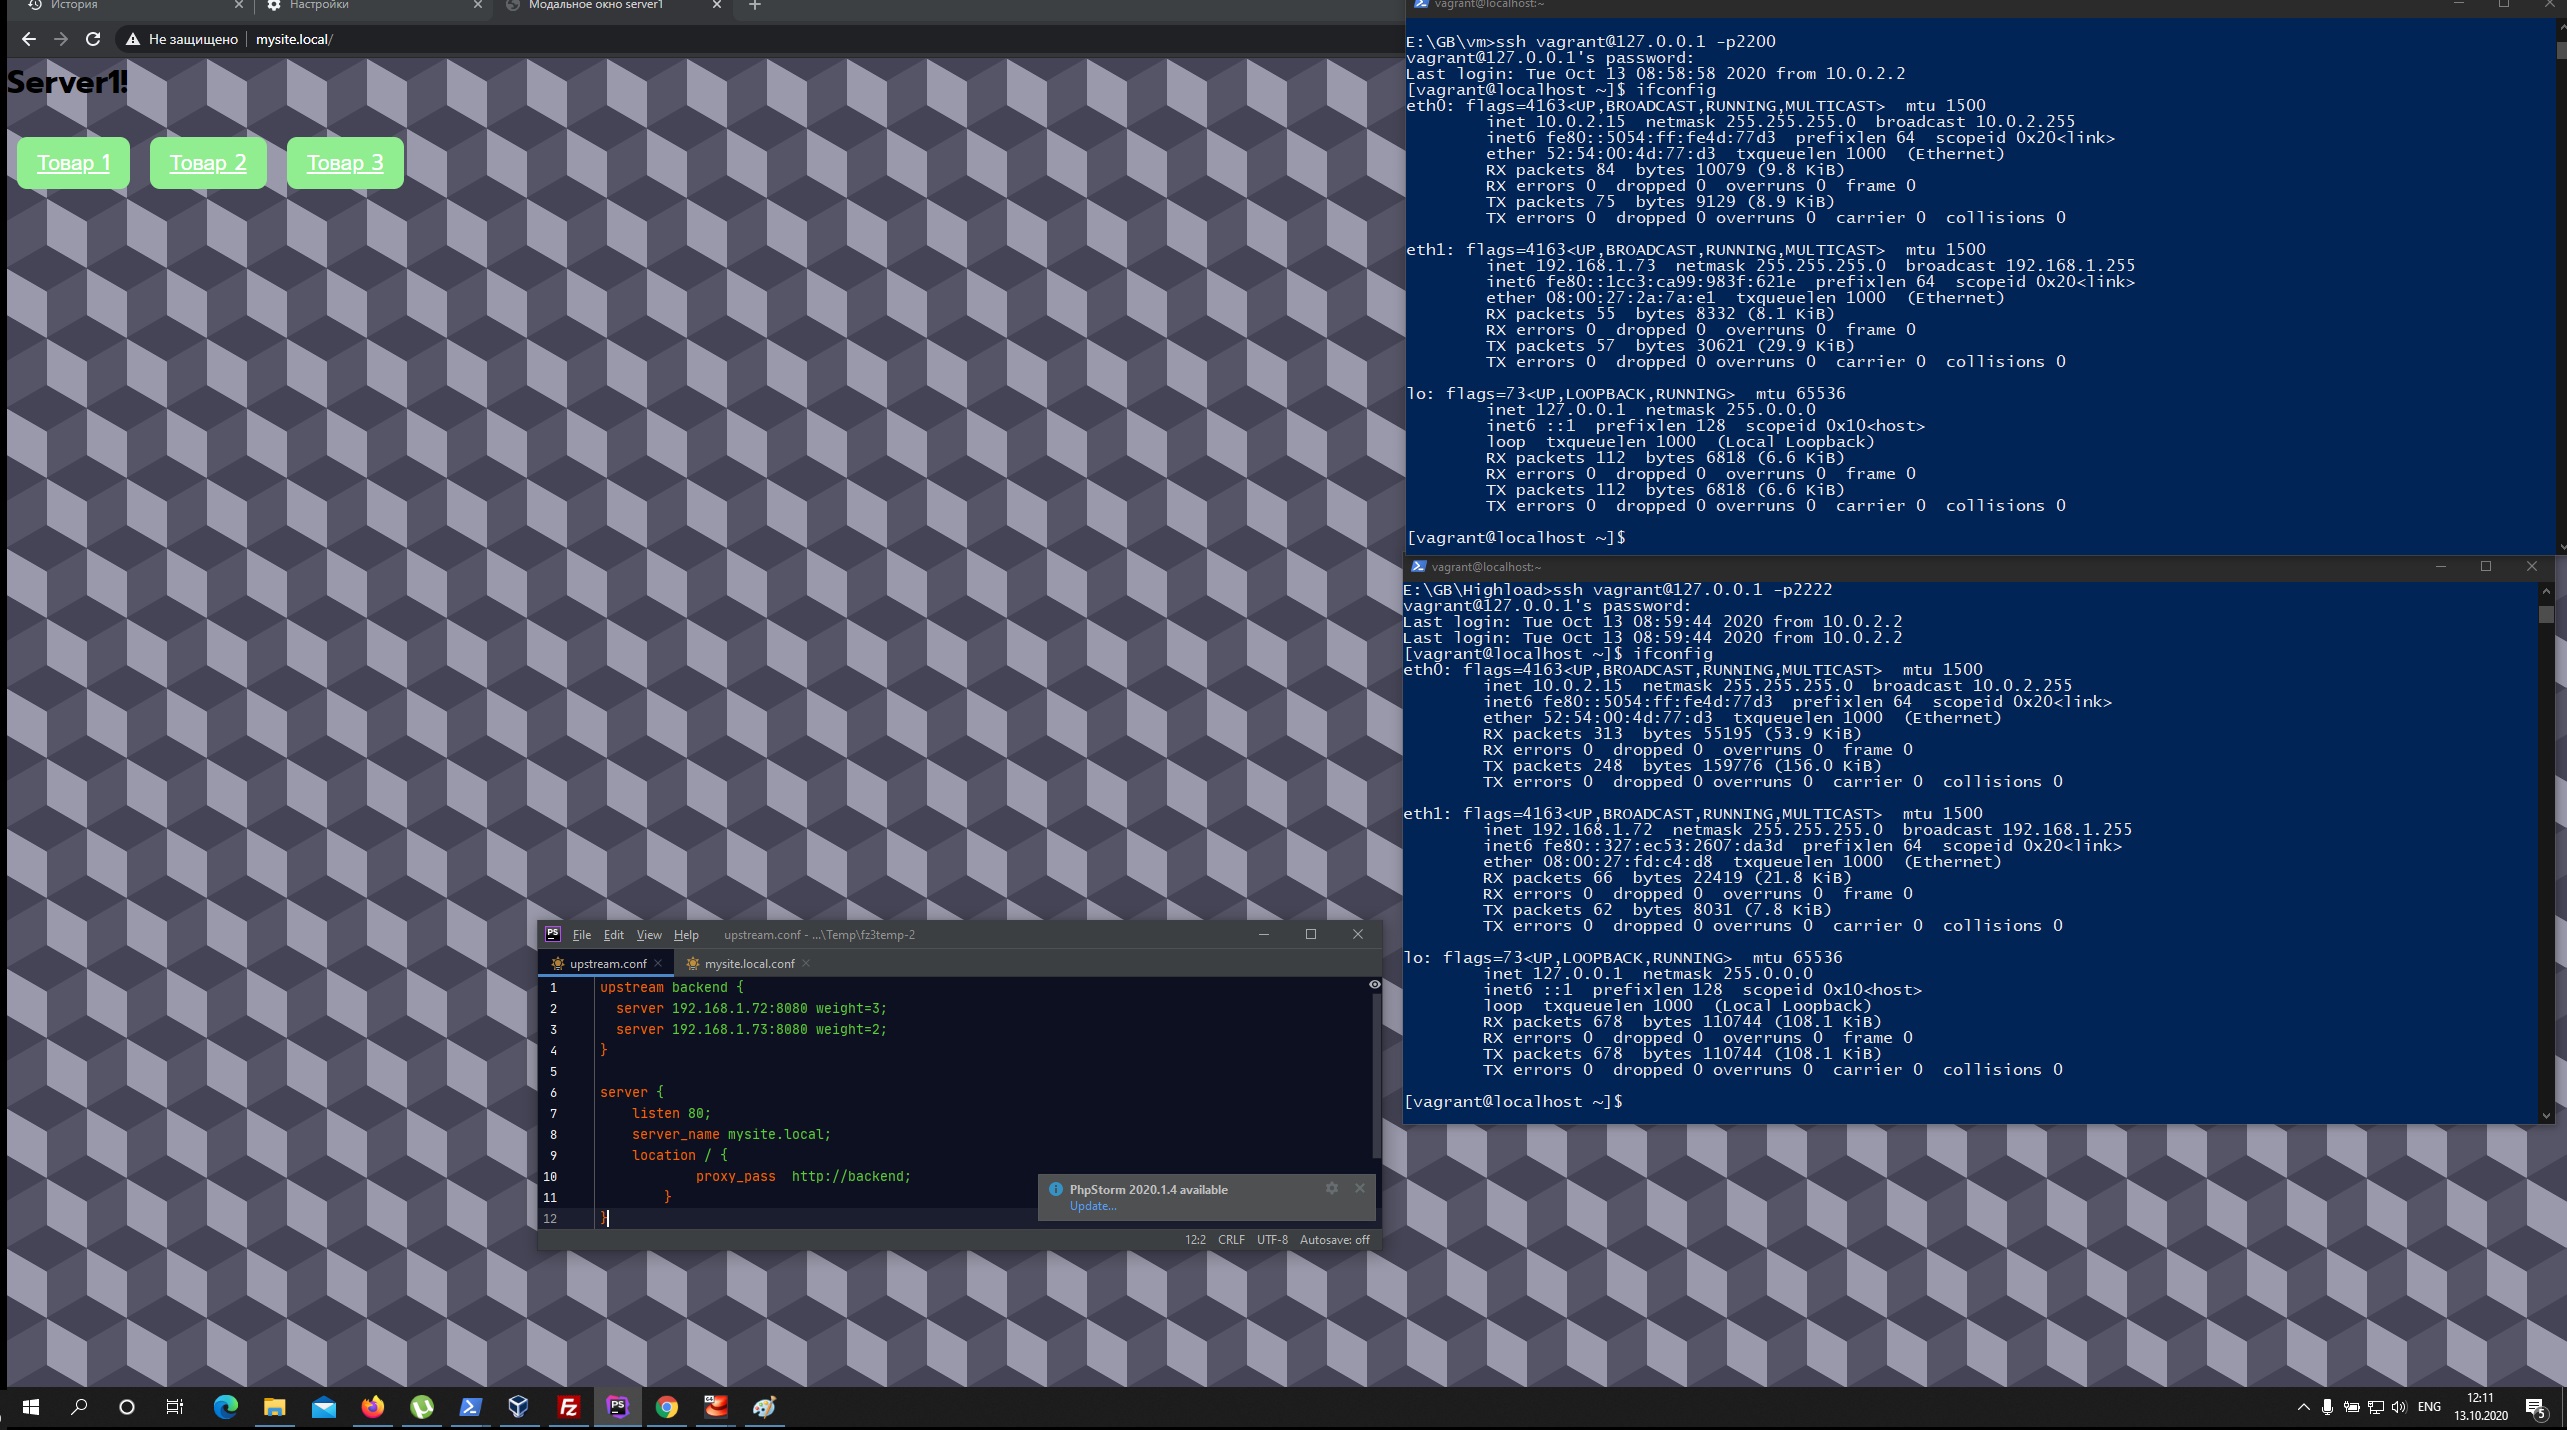 История
Настройки
Модальное окно server1
Не защищено
mysite.local/
Server1!
Товар 1
Товар 2
Товар 3
vagrant@localhost:~
E:\GB\vm>ssh vagrant@127.0.0.1 -p2200
vagrant@127.0.0.1's password:
Last login: Tue Oct 13 08:58:58 2020 from 10.0.2.2
[vagrant@localhost ~]$ ifconfig
eth0: flags=4163<UP,BROADCAST,RUNNING,MULTICAST>  mtu 1500
inet 10.0.2.15  netmask 255.255.255.0  broadcast 10.0.2.255
inet6 fe80::5054:ff:fe4d:77d3  prefixlen 64  scopeid 0x20<link>
ether 52:54:00:4d:77:d3  txqueuelen 1000  (Ethernet)
RX packets 84  bytes 10079 (9.8 KiB)
RX errors 0  dropped 0  overruns 0  frame 0
TX packets 75  bytes 9129 (8.9 KiB)
TX errors 0  dropped 0 overruns 0  carrier 0  collisions 0
eth1: flags=4163<UP,BROADCAST,RUNNING,MULTICAST>  mtu 1500
inet 192.168.1.73  netmask 255.255.255.0  broadcast 192.168.1.255
inet6 fe80::1cc3:ca99:983f:621e  prefixlen 64  scopeid 0x20<link>
ether 08:00:27:2a:7a:e1  txqueuelen 1000  (Ethernet)
RX packets 55  bytes 8332 (8.1 KiB)
RX errors 0  dropped 0  overruns 0  frame 0
TX packets 57  bytes 30621 (29.9 KiB)
TX errors 0  dropped 0 overruns 0  carrier 0  collisions 0
lo: flags=73<UP,LOOPBACK,RUNNING>  mtu 65536
inet 127.0.0.1  netmask 255.0.0.0
inet6 ::1  prefixlen 128  scopeid 0x10<host>
loop  txqueuelen 1000  (Local Loopback)
RX packets 112  bytes 6818 (6.6 KiB)
RX errors 0  dropped 0  overruns 0  frame 0
TX packets 112  bytes 6818 (6.6 KiB)
TX errors 0  dropped 0 overruns 0  carrier 0  collisions 0
[vagrant@localhost ~]$
vagrant@localhost:~
E:\GB\Highload>ssh vagrant@127.0.0.1 -p2222
vagrant@127.0.0.1's password:
Last login: Tue Oct 13 08:59:44 2020 from 10.0.2.2
Last login: Tue Oct 13 08:59:44 2020 from 10.0.2.2
[vagrant@localhost ~]$ ifconfig
eth0: flags=4163<UP,BROADCAST,RUNNING,MULTICAST>  mtu 1500
inet 10.0.2.15  netmask 255.255.255.0  broadcast 10.0.2.255
inet6 fe80::5054:ff:fe4d:77d3  prefixlen 64  scopeid 0x20<link>
ether 52:54:00:4d:77:d3  txqueuelen 1000  (Ethernet)
RX packets 313  bytes 55195 (53.9 KiB)
RX errors 0  dropped 0  overruns 0  frame 0
TX packets 248  bytes 159776 (156.0 KiB)
TX errors 0  dropped 0 overruns 0  carrier 0  collisions 0
eth1: flags=4163<UP,BROADCAST,RUNNING,MULTICAST>  mtu 1500
inet 192.168.1.72  netmask 255.255.255.0  broadcast 192.168.1.255
inet6 fe80::327:ec53:2607:da3d  prefixlen 64  scopeid 0x20<link>
ether 08:00:27:fd:c4:d8  txqueuelen 1000  (Ethernet)
RX packets 66  bytes 22419 (21.8 KiB)
RX errors 0  dropped 0  overruns 0  frame 0
TX packets 62  bytes 8031 (7.8 KiB)
TX errors 0  dropped 0 overruns 0  carrier 0  collisions 0
lo: flags=73<UP,LOOPBACK,RUNNING>  mtu 65536
inet 127.0.0.1  netmask 255.0.0.0
inet6 ::1  prefixlen 128  scopeid 0x10<host>
loop  txqueuelen 1000  (Local Loopback)
RX packets 678  bytes 110744 (108.1 KiB)
RX errors 0  dropped 0  overruns 0  frame 0
TX packets 678  bytes 110744 (108.1 KiB)
TX errors 0  dropped 0 overruns 0  carrier 0  collisions 0
[vagrant@localhost ~]$
PS File Edit View Help upstream.conf - ...\Temp\fz3temp-2
upstream.conf mysite.local.conf
1 upstream backend {
2 server 192.168.1.72:8080 weight=3;
3 server 192.168.1.73:8080 weight=2;
4 }
5
6 server {
7 listen 80;
8 server_name mysite.local;
9 location / {
10 proxy_pass  http://backend;
11 }
12 }
PhpStorm 2020.1.4 available
Update...
12:2 CRLF UTF-8 Autosave: off
PS
ENG
12:11
13.10.2020
5